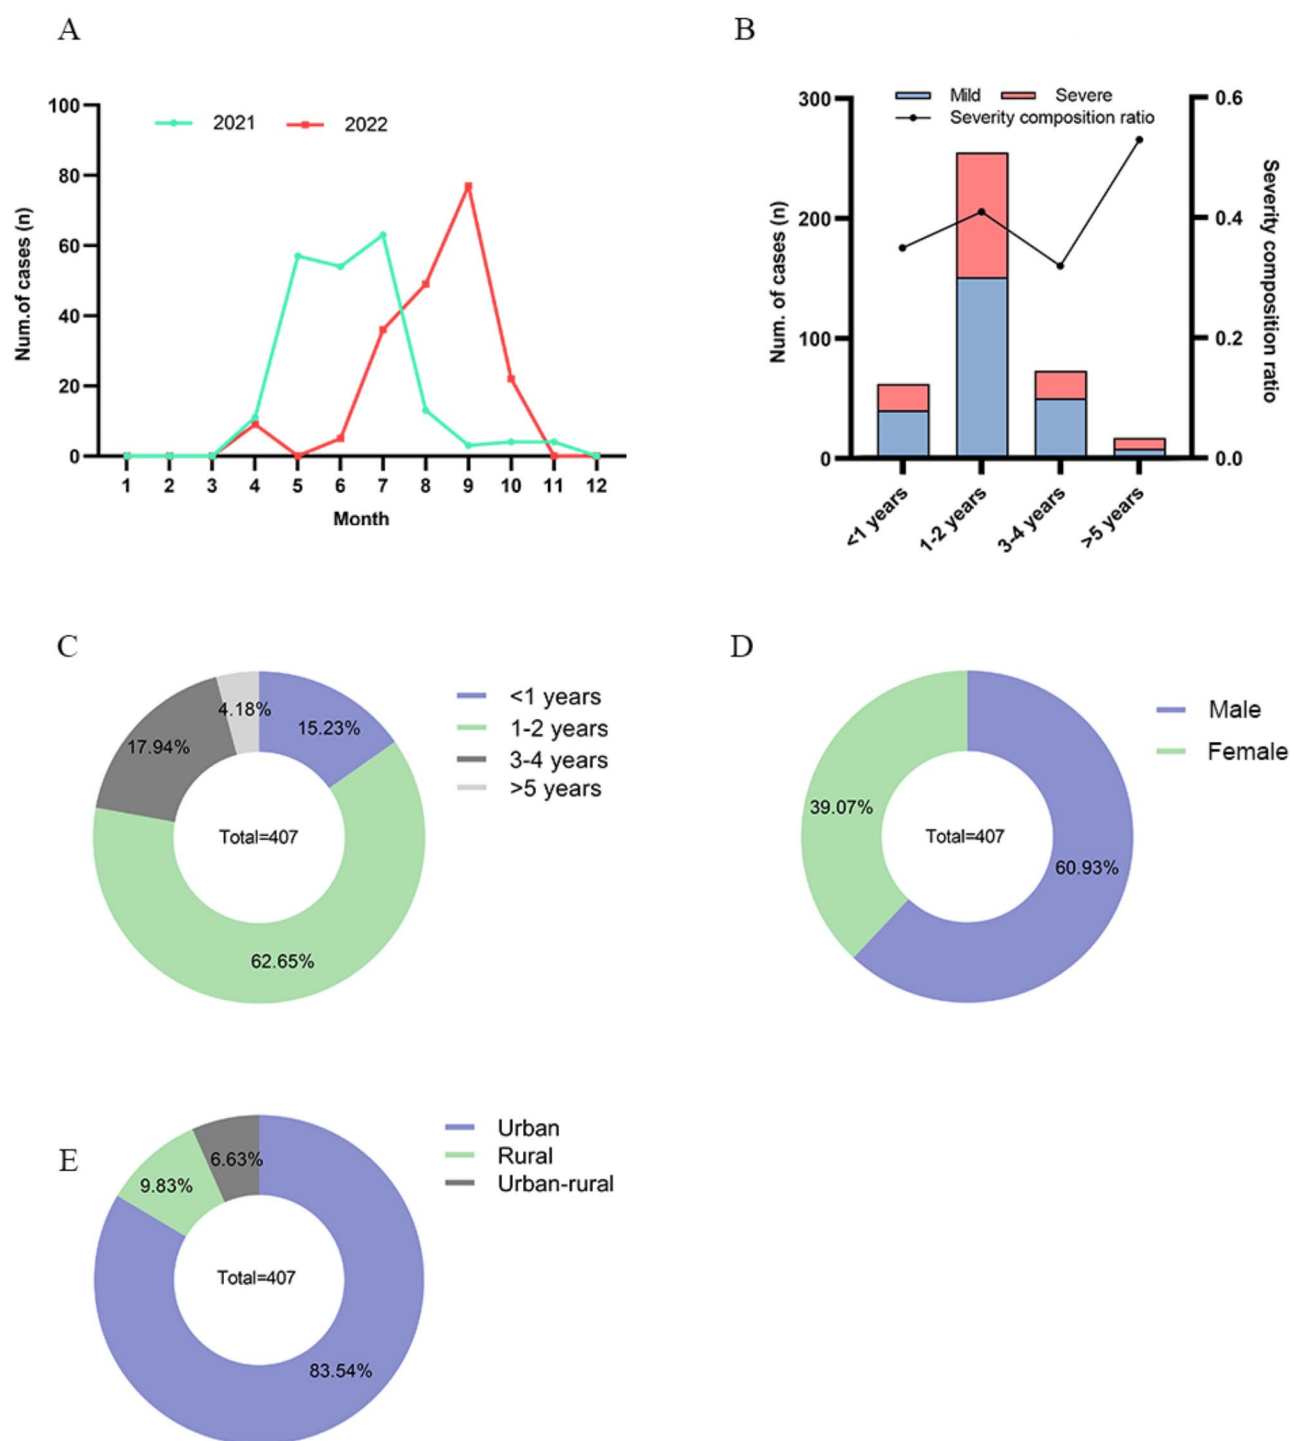 A
B
2021 2022
100
80
60
40
20
0
Num.of cases (n)
1 2 3 4 5 6 7 8 9 10 11 12
Month
Mild Severe
Severity composition ratio
300
200
100
0
Num. of cases (n)
0.6
0.4
0.2
0.0
Severity composition ratio
<1 years
1-2 years
3-4 years
>5 years
C
4.18%
15.23%
17.94%
Total=407
62.65%
<1 years
1-2 years
3-4 years
>5 years
D
39.07%
Total=407
60.93%
Male
Female
E
6.63%
9.83%
Total=407
83.54%
Urban
Rural
Urban-rural